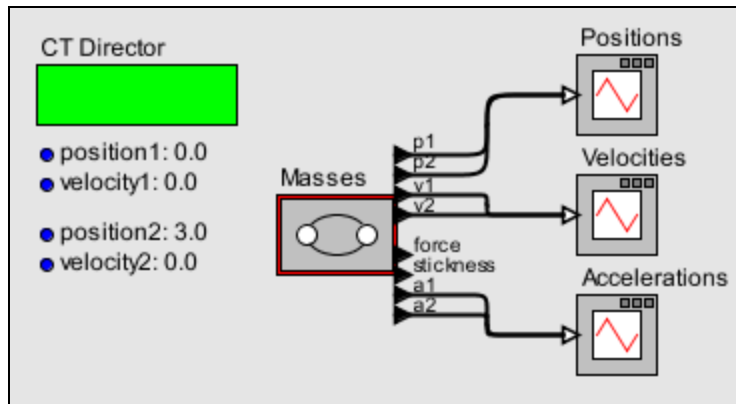 CT Director
position1: 0.0
velocity1: 0.0
position2: 3.0
velocity2: 0.0
Masses
p1
p2
v1
v2
force
stickness
a1
a2
Positions
Velocities
Accelerations